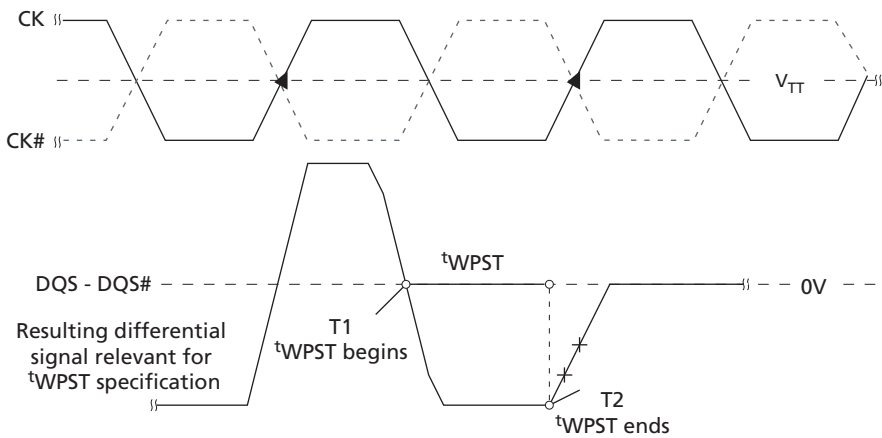 CK
V_TT
CK#
tWPST
DQS - DQS#
0V
T1
tWPST begins
Resulting differential
signal relevant for
tWPST specification
T2
tWPST ends